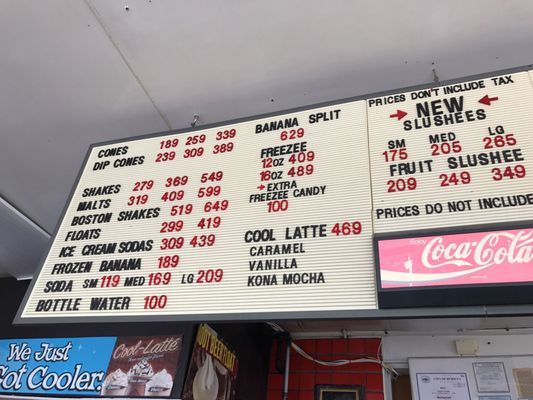 CONES 189 259 339
DIP CONES 239 309 389
SHAKES 279 369 549
MALTS 319 409 599
BOSTON SHAKES 519 649
FLOATS 299 419
ICE CREAM SODAS 309 439
FROZEN BANANA 189
SODA SM 119 MED 169 LG 209
BOTTLE WATER 100
BANANA SPLIT
629
FREEZEE
12oz 409
16oz 489
EXTRA
FREEZEE CANDY
100
COOL LATTE 469
CARAMEL
VANILLA
KONA MOCHA
PRICES DON'T INCLUDE TAX
NEW
SLUSHEES
SM MED LG
175 205 265
FRUIT SLUSHEE
209 249 349
PRICES DO NOT INCLUDE
ENJOY
Coca-Cola
We Just
Got Cooler.
Cool-Latté